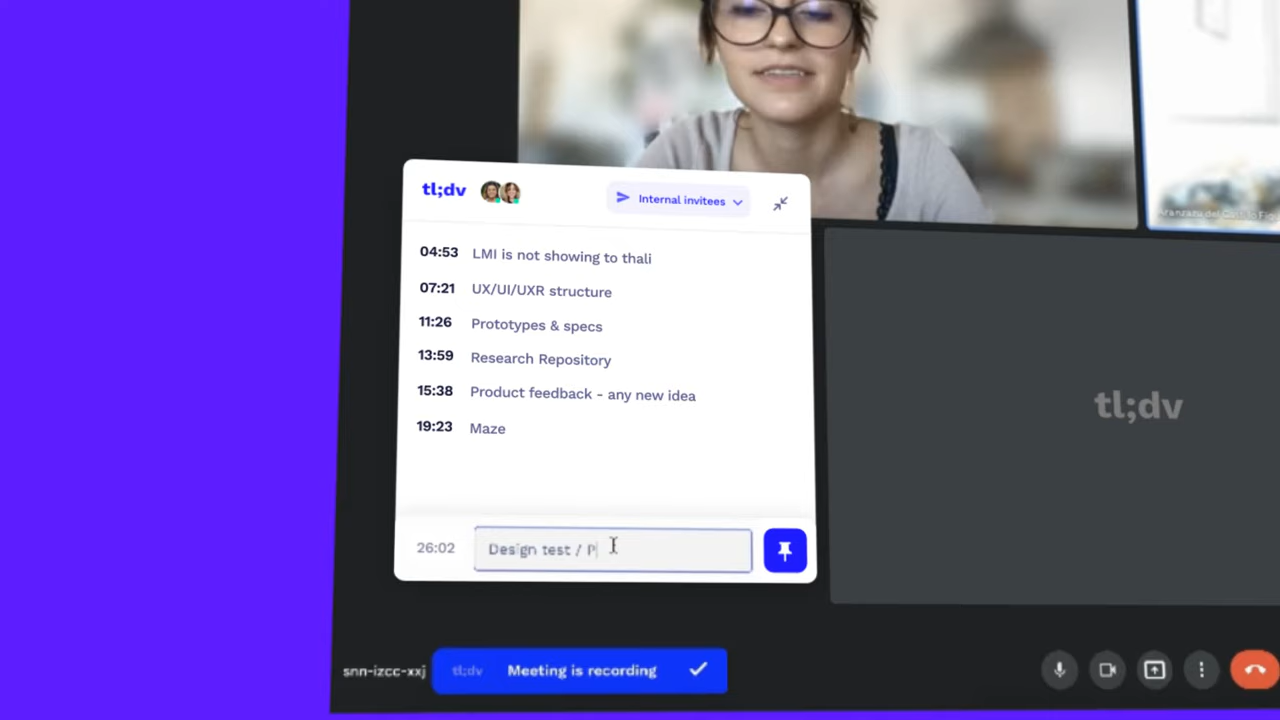 tl;dv
Internal invitees
04:53 LMI is not showing to thali
07:21 UX/UI/UXR structure
11:26 Prototypes & specs
13:59 Research Repository
15:38 Product feedback - any new idea
19:23 Maze
26:02 Design test / P
tl;dv
snn-izcc-xxj
tl;dv Meeting is recording